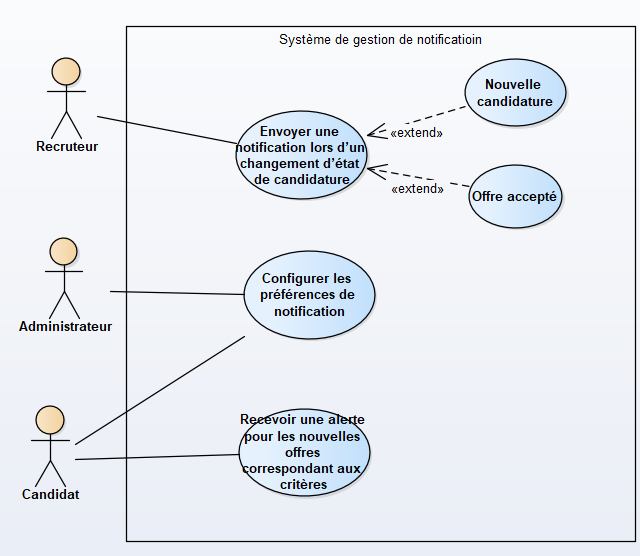 Système de gestion de notificatioin
Nouvelle
candidature
«extend»
Envoyer une
notification lors d'un
changement d'état
de candidature
Recruteur
«extend»
Offre accepté
Configurer les
préférences de
notification
Administrateur
Recevoir une alerte
pour les nouvelles
offres
correspondant aux
critères
Candidat